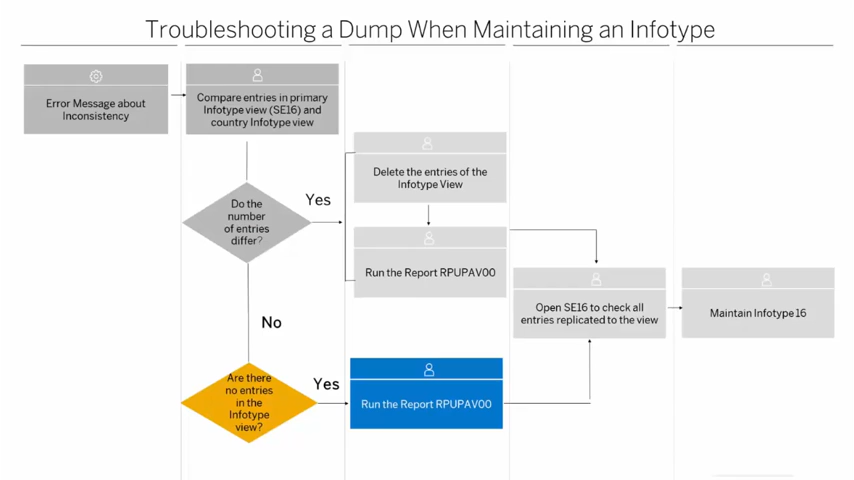 Troubleshooting a Dump When Maintaining an Infotype
Error Message about
Inconsistency
Compare entries in primary
Infotype view (SE16) and
country Infotype view
Do the
number
of entries
differ?
Yes
Delete the entries of the
Infotype View
Run the Report RPUPAV00
Open SE16 to check all
entries replicated to the view
Maintain Infotype 16
No
Are there
no entries
in the
Infotype
view?
Yes
Run the Report RPUPAV00